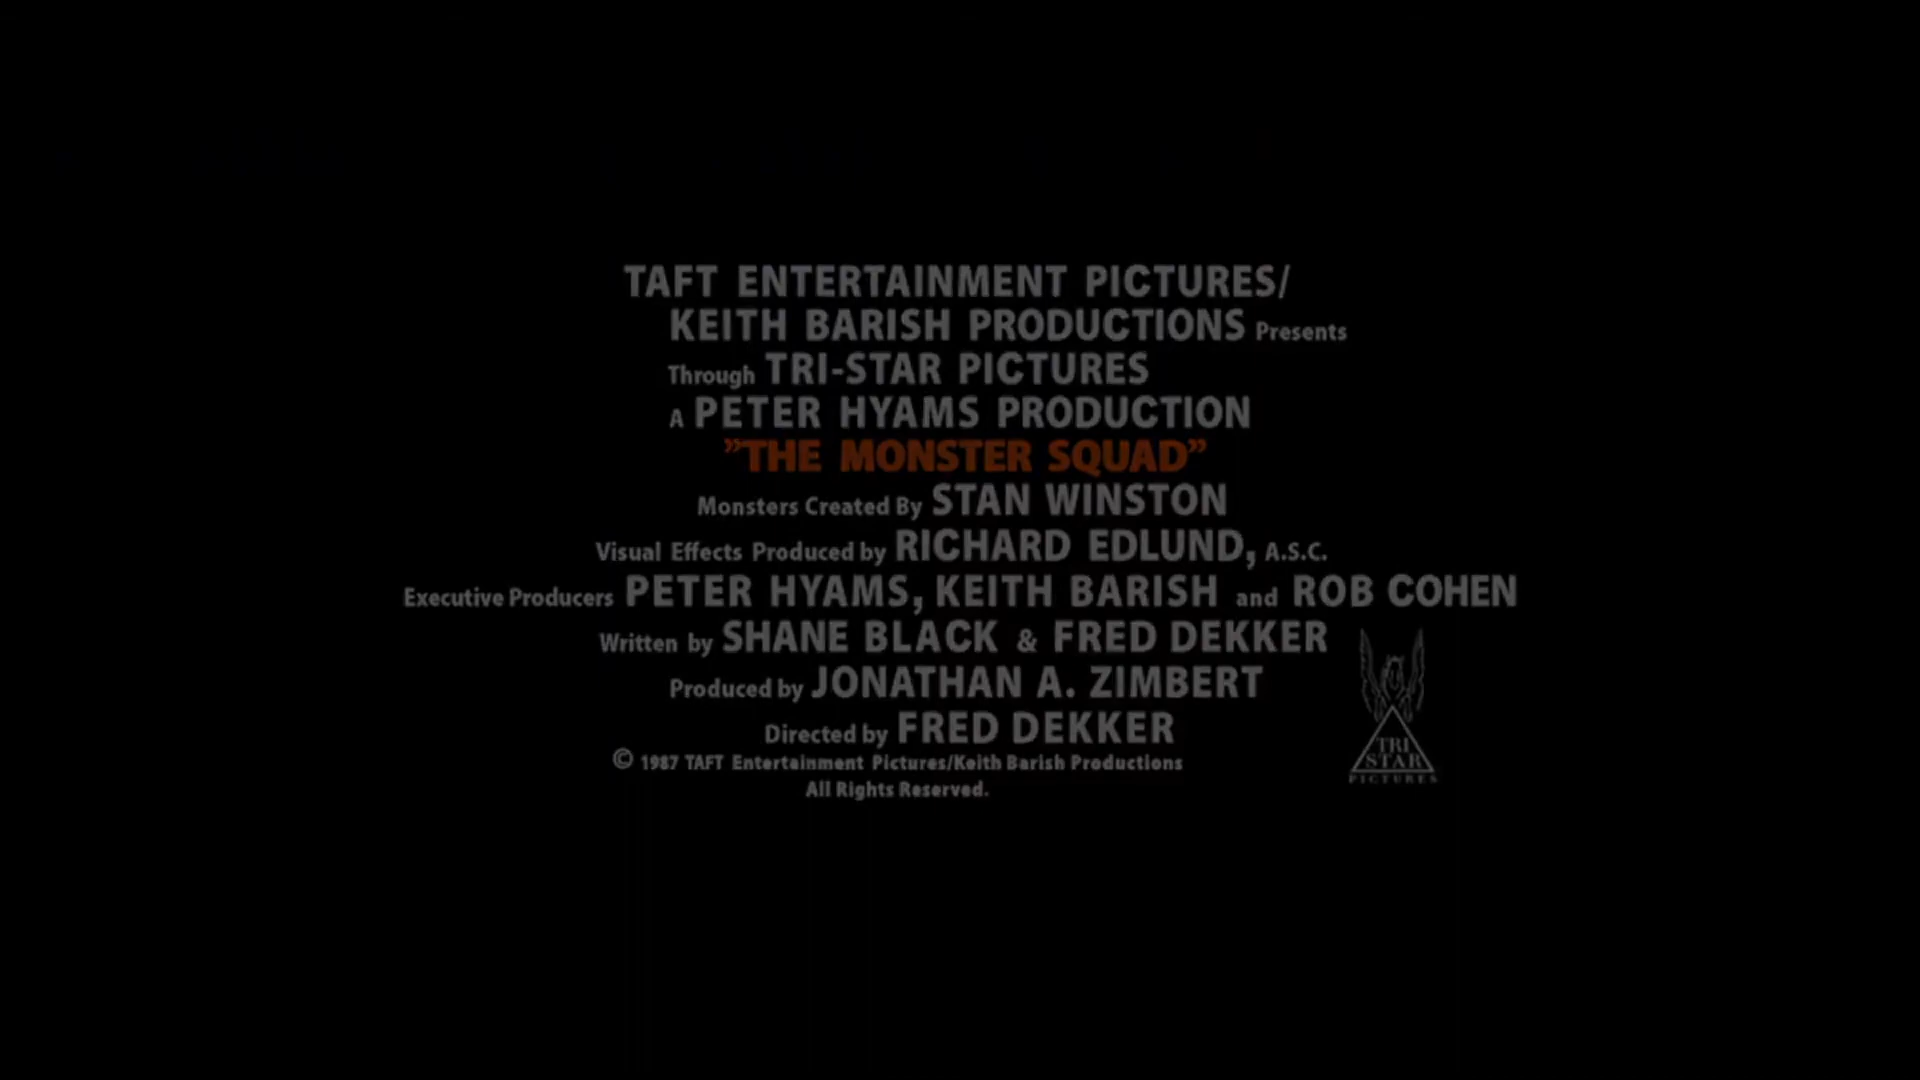 TAFT ENTERTAINMENT PICTURES/
KEITH BARISH PRODUCTIONS Presents
Through TRI-STAR PICTURES
A PETER HYAMS PRODUCTION
”THE MONSTER SQUAD”
Monsters Created By STAN WINSTON
Visual Effects Produced by RICHARD EDLUND, A.S.C.
Executive Producers PETER HYAMS, KEITH BARISH and ROB COHEN
Written by SHANE BLACK & FRED DEKKER
Produced by JONATHAN A. ZIMBERT
Directed by FRED DEKKER
© 1987 TAFT Entertainment Pictures/Keith Barish Productions
All Rights Reserved.
TRI
STAR
PICTURES